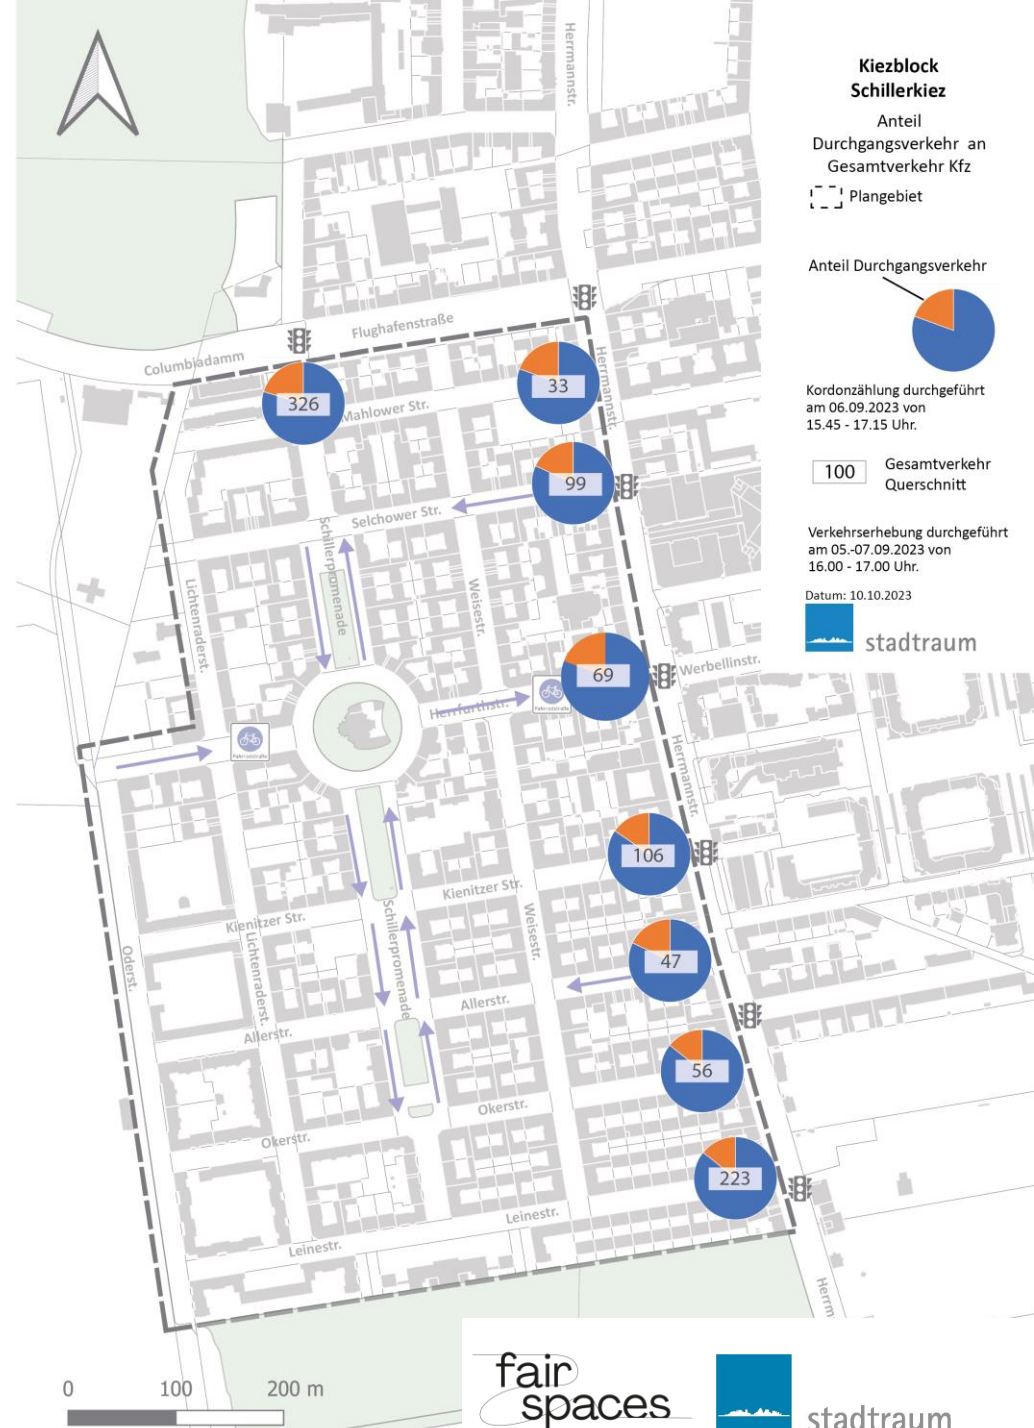 Kiezblock
Schillerkiez
Anteil
Durchgangsverkehr an
Gesamtverkehr Kfz
Plangebiet
Anteil Durchgangsverkehr
Kordonzählung durchgeführt
am 06.09.2023 von
15.45 - 17.15 Uhr.
100
Gesamtverkehr
Querschnitt
Verkehrserhebung durchgeführt
am 05.-07.09.2023 von
16.00 - 17.00 Uhr.
Datum: 10.10.2023
stadtraum
Herrmannstr.
Flughafenstraße
Columbiadamm
Herrmannstr.
326
33
Mahlower Str.
99
Selchower Str.
Schillerpromenade
Lichtenraderst.
Weisestr.
69
Werbellinstr.
Herrfurthstr.
Fahrradstraße
Fahrradstraße
Herrmannstr.
106
Kienitzer Str.
Kienitzer Str.
Schillerpromenade
Weisestr.
Lichtenraderst.
Oderst.
47
Allerstr.
Allerstr.
56
Okerstr.
Okerstr.
223
Leinestr.
Leinestr.
Herrm
0 100 200 m
fair
spaces
stadtraum